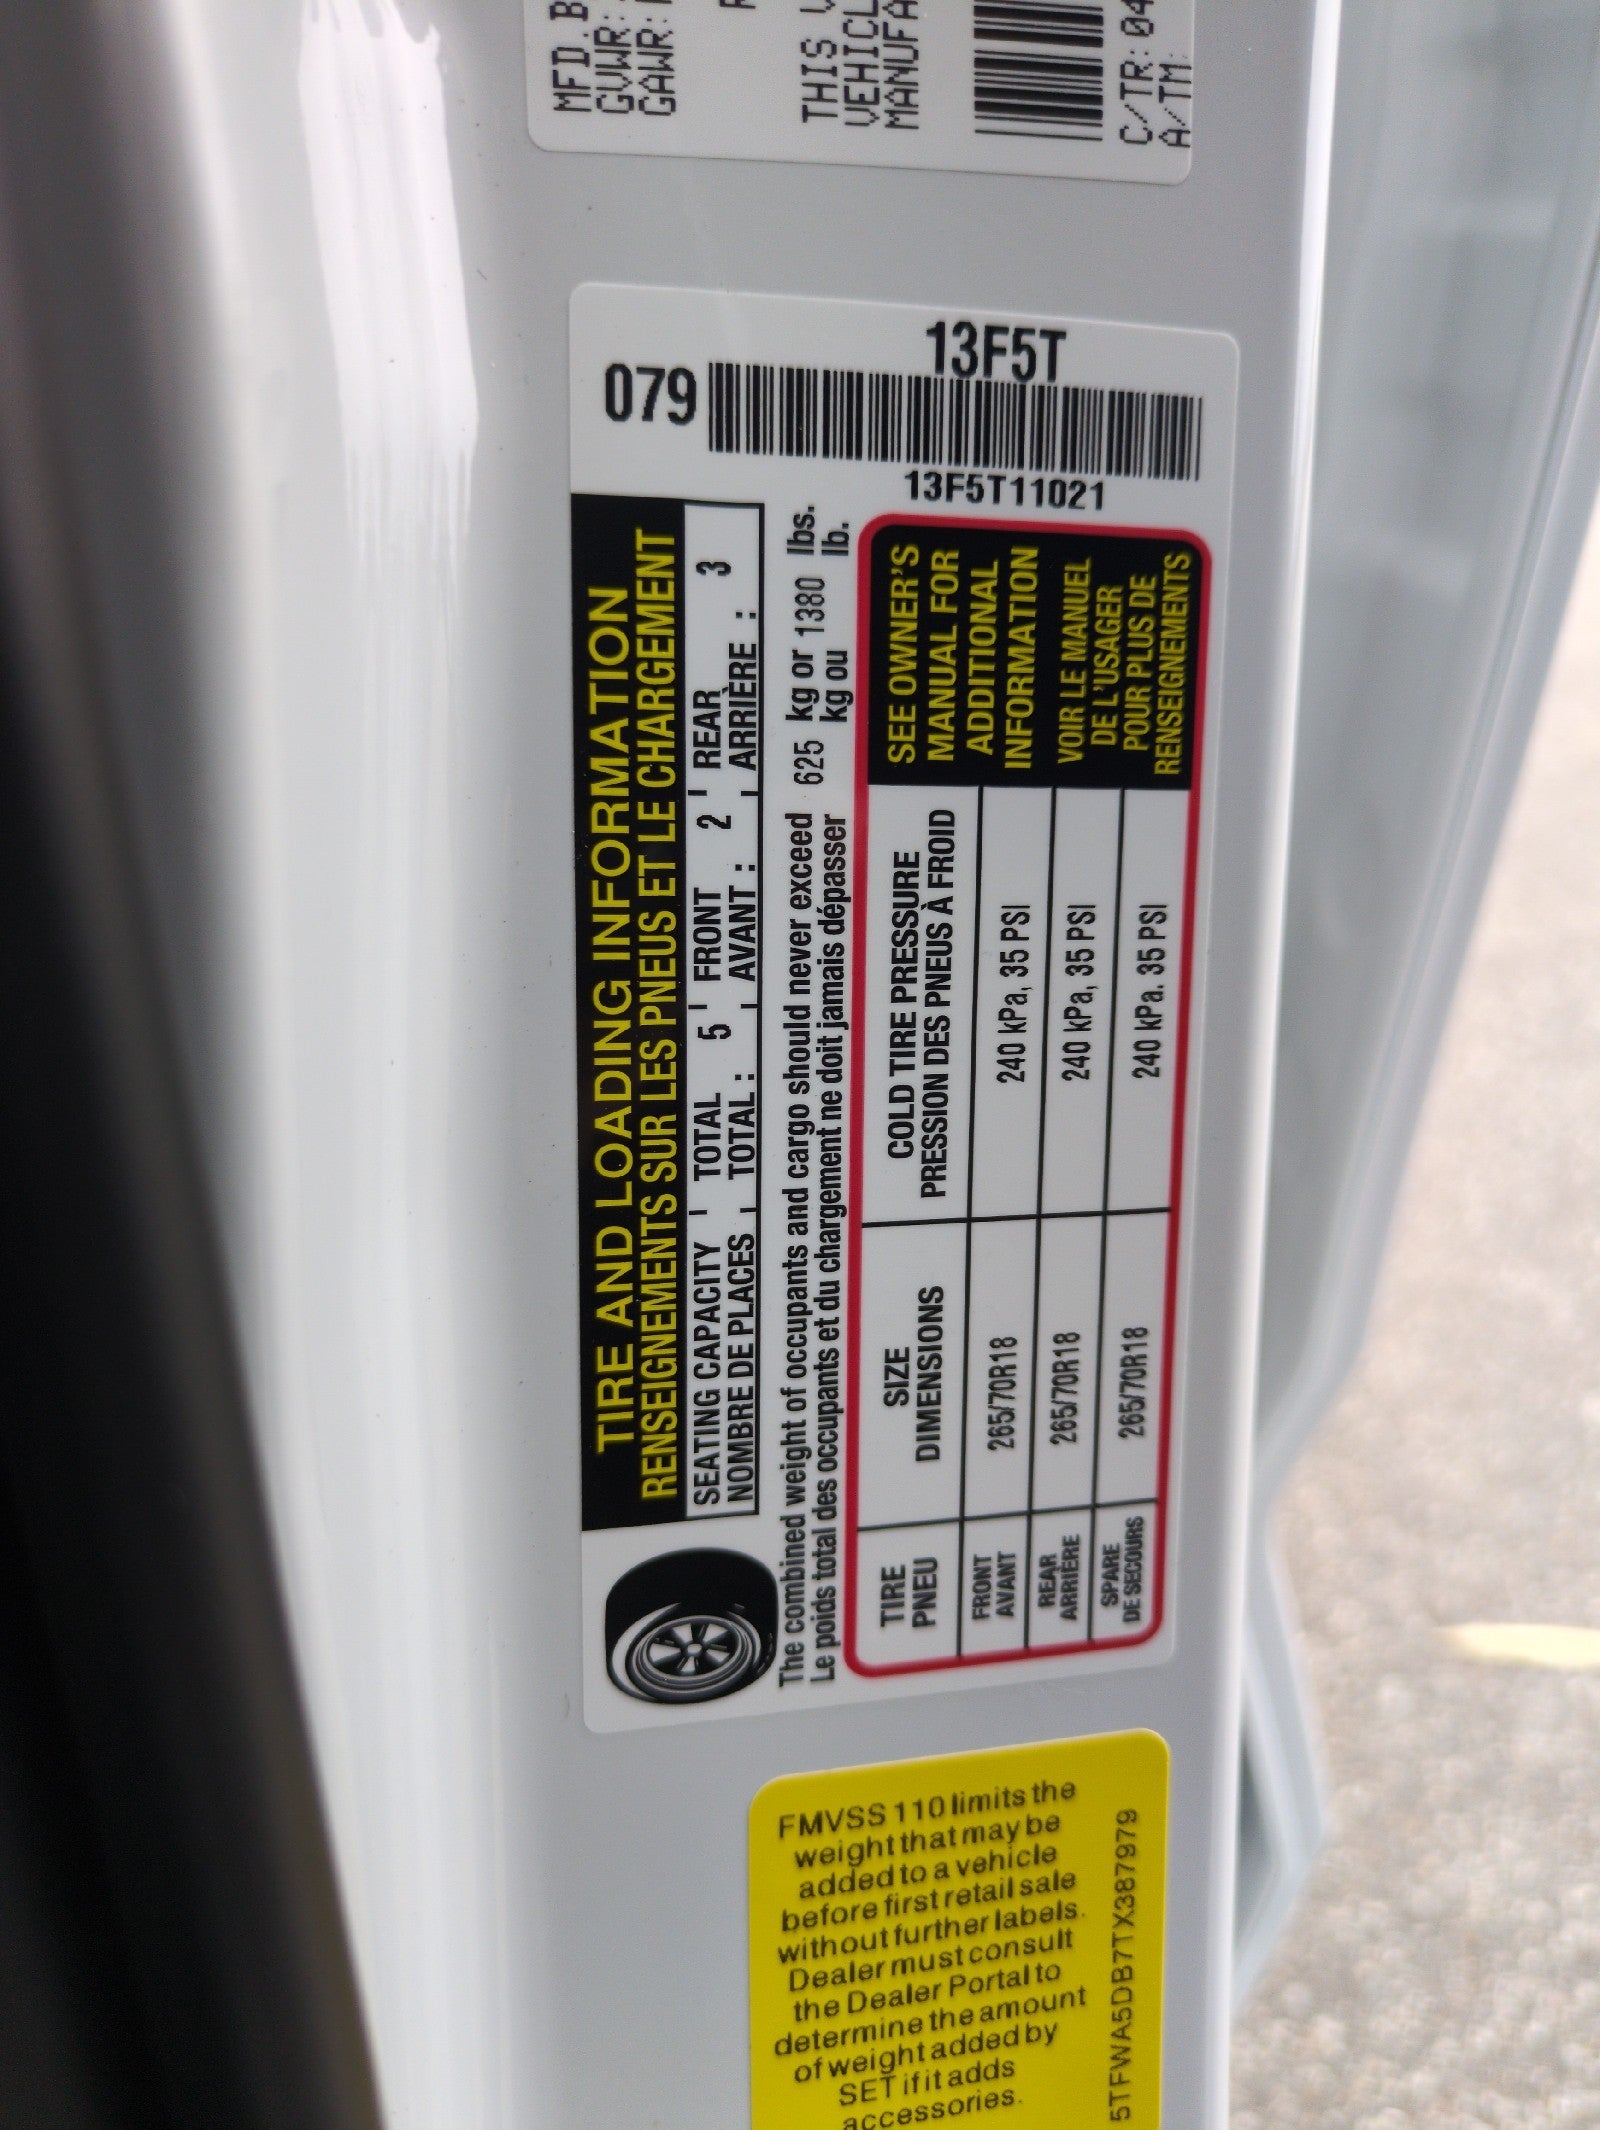 MFD.B
GVWR:
GAWR:
THIS V
VEHICL
MANUFA
C/TR: 04
A/TM:
079
13F5T
13F5T11021
TIRE AND LOADING INFORMATION
RENSEIGNEMENTS SUR LES PNEUS ET LE CHARGEMENT
SEATING CAPACITY TOTAL 5 FRONT 2 REAR 3
NOMBRE DE PLACES TOTAL : AVANT : ARRIÈRE :
The combined weight of occupants and cargo should never exceed 625 kg or 1380 lbs.
Le poids total des occupants et du chargement ne doit jamais dépasser kg ou lb.
TIRE SIZE COLD TIRE PRESSURE
PNEU DIMENSIONS PRESSION DES PNEUS À FROID
FRONT 265/70R18 240 kPa, 35 PSI
AVANT
REAR 265/70R18 240 kPa, 35 PSI
ARRIÈRE
SPARE 265/70R18 240 kPa. 35 PSI
DE SECOURS
SEE OWNER'S
MANUAL FOR
ADDITIONAL
INFORMATION
VOIR LE MANUEL
DE L'USAGER
POUR PLUS DE
RENSEIGNEMENTS
FMVSS 110 limits the
weight that may be
added to a vehicle
before first retail sale
without further labels.
Dealer must consult
the Dealer Portal to
determine the amount
of weight added by
SET if it adds
accessories.
5TFWA5DB7TX387979